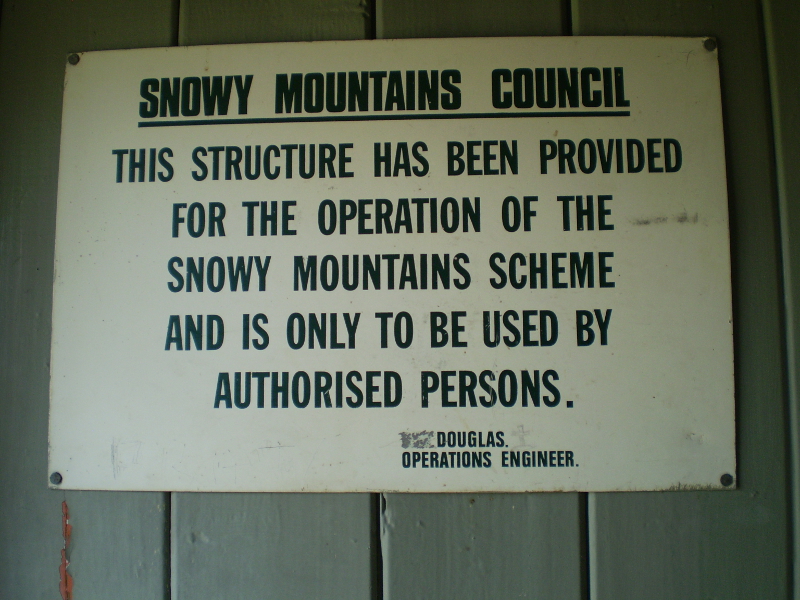 SNOWY MOUNTAINS COUNCIL
THIS STRUCTURE HAS BEEN PROVIDED
FOR THE OPERATION OF THE
SNOWY MOUNTAINS SCHEME
AND IS ONLY TO BE USED BY
AUTHORISED PERSONS.
DOUGLAS.
OPERATIONS ENGINEER.